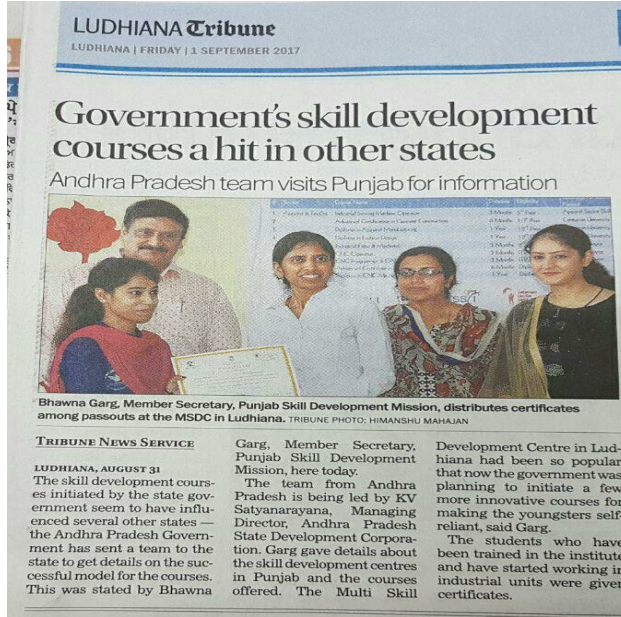 LUDHIANA Tribune
LUDHIANA | FRIDAY | 1 SEPTEMBER 2017
Government's skill development
courses a hit in other states
Andhra Pradesh team visits Punjab for information
Bhawna Garg, Member Secretary, Punjab Skill Development Mission, distributes certificates
among passouts at the MSDC in Ludhiana. TRIBUNE PHOTO: HIMANSHU MAHAJAN
TRIBUNE NEWS SERVICE
LUDHIANA, AUGUST 31
The skill development cours-
es initiated by the state gov-
ernment seem to have influ-
enced several other states —
the Andhra Pradesh Govern-
ment has sent a team to the
state to get details on the suc-
cessful model for the courses.
This was stated by Bhawna
Garg, Member Secretary,
Punjab Skill Development
Mission, here today.
The team from Andhra
Pradesh is being led by KV
Satyanarayana, Managing
Director, Andhra Pradesh
State Development Corpora-
tion. Garg gave details about
the skill development centres
in Punjab and the courses
offered. The Multi Skill
Development Centre in Lud-
hiana had been so popular
that now the government was
planning to initiate a few
more innovative courses for
making the youngsters self-
reliant, said Garg.
The students who have
been trained in the institute
and have started working in
industrial units were given
certificates.